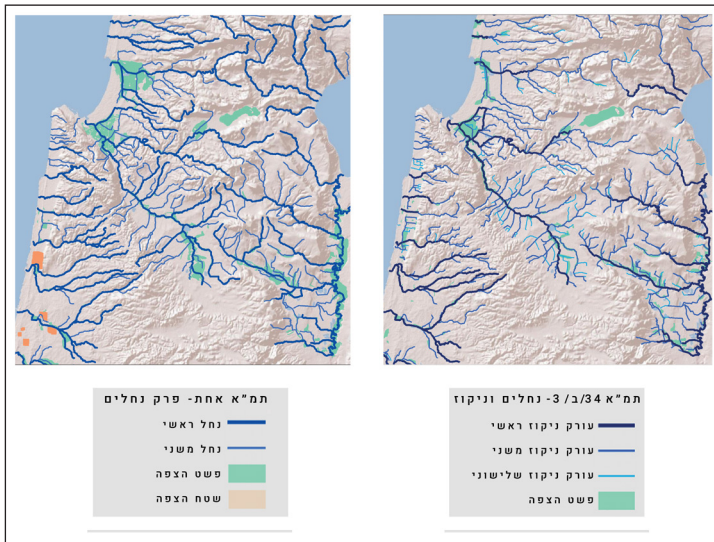 תמ"א 34/ב/3 - נחלים וניקוז
עורק ניקוז ראשי
עורק ניקוז משני
עורק ניקוז שלישוני
פשט הצפה
תמ"א אחת- פרק נחלים
נחל ראשי
נחל משני
פשט הצפה
שטח הצפה